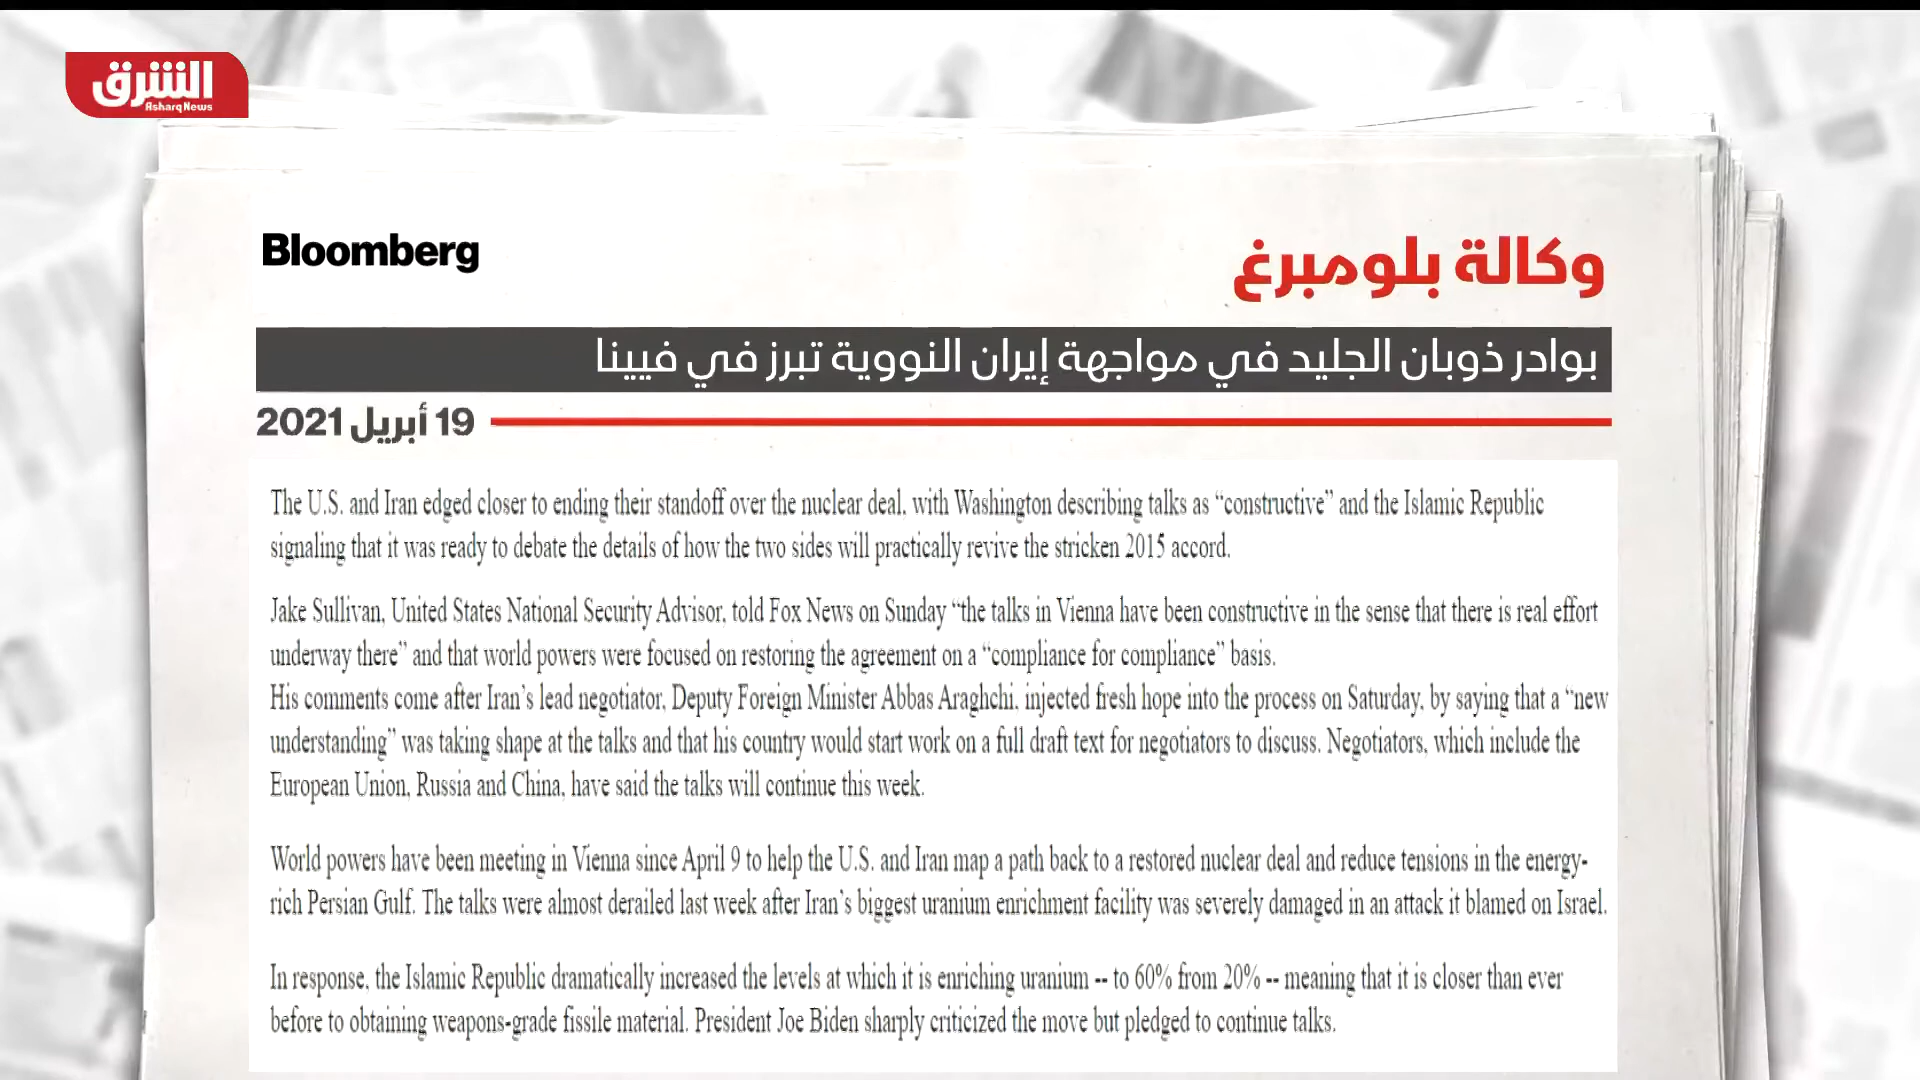 الشرق
Asharq News
Bloomberg
وكالة بلومبرغ
بوادر ذوبان الجليد في مواجهة إيران النووية تبرز في فيينا
19 أبريل 2021
The U.S. and Iran edged closer to ending their standoff over the nuclear deal, with Washington describing talks as “constructive” and the Islamic Republic
signaling that it was ready to debate the details of how the two sides will practically revive the stricken 2015 accord.
Jake Sullivan, United States National Security Advisor, told Fox News on Sunday “the talks in Vienna have been constructive in the sense that there is real effort
underway there” and that world powers were focused on restoring the agreement on a “compliance for compliance” basis.
His comments come after Iran’s lead negotiator, Deputy Foreign Minister Abbas Araghchi, injected fresh hope into the process on Saturday, by saying that a “new
understanding” was taking shape at the talks and that his country would start work on a full draft text for negotiators to discuss. Negotiators, which include the
European Union, Russia and China, have said the talks will continue this week.
World powers have been meeting in Vienna since April 9 to help the U.S. and Iran map a path back to a restored nuclear deal and reduce tensions in the energy-
rich Persian Gulf. The talks were almost derailed last week after Iran’s biggest uranium enrichment facility was severely damaged in an attack it blamed on Israel.
In response, the Islamic Republic dramatically increased the levels at which it is enriching uranium -- to 60% from 20% -- meaning that it is closer than ever
before to obtaining weapons-grade fissile material. President Joe Biden sharply criticized the move but pledged to continue talks.